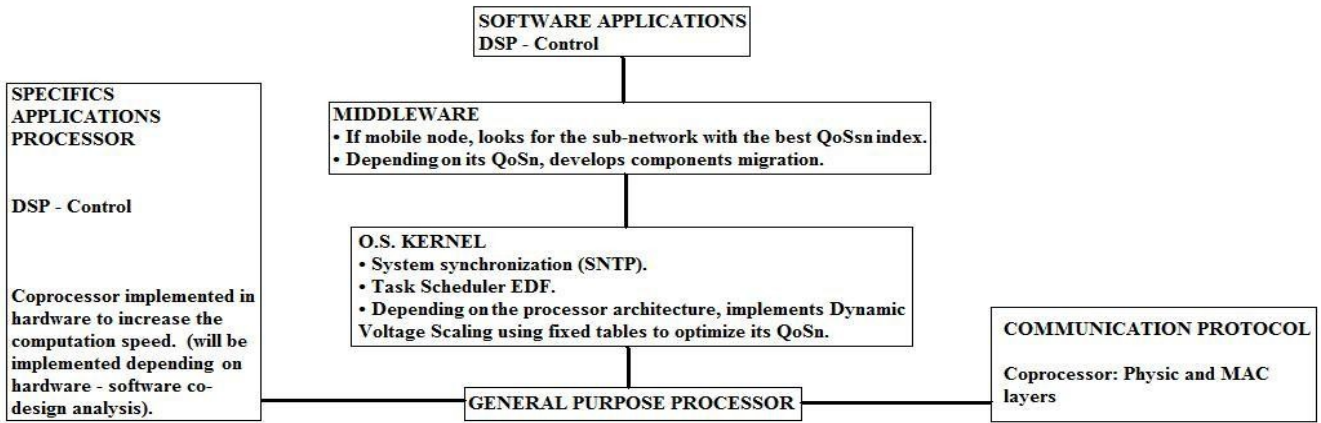 SOFTWARE APPLICATIONS
DSP - Control
SPECIFICS
APPLICATIONS
PROCESSOR
DSP - Control
Coprocessor implemented in
hardware to increase the
computation speed. (will be
implemented depending on
hardware - software co-
design analysis).
MIDDLEWARE
• If mobile node, looks for the sub-network with the best QoSsn index.
• Depending on its QoSn, develops components migration.
O.S. KERNEL
• System synchronization (SNTP).
• Task Scheduler EDF.
• Depending on the processor architecture, implements Dynamic
Voltage Scaling using fixed tables to optimize its QoSn.
GENERAL PURPOSE PROCESSOR
COMMUNICATION PROTOCOL
Coprocessor: Physic and MAC
layers